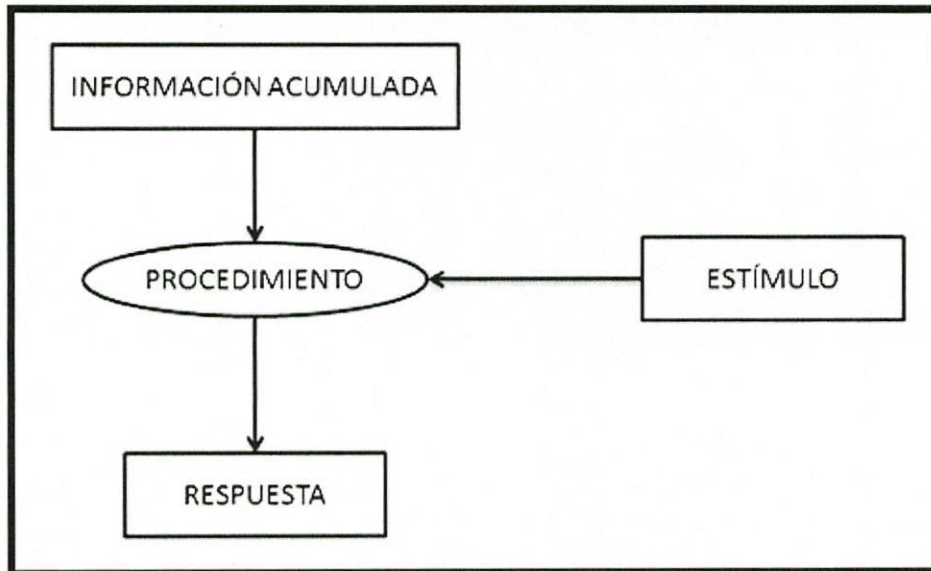 INFORMACIÓN ACUMULADA
PROCEDIMIENTO
ESTÍMULO
RESPUESTA